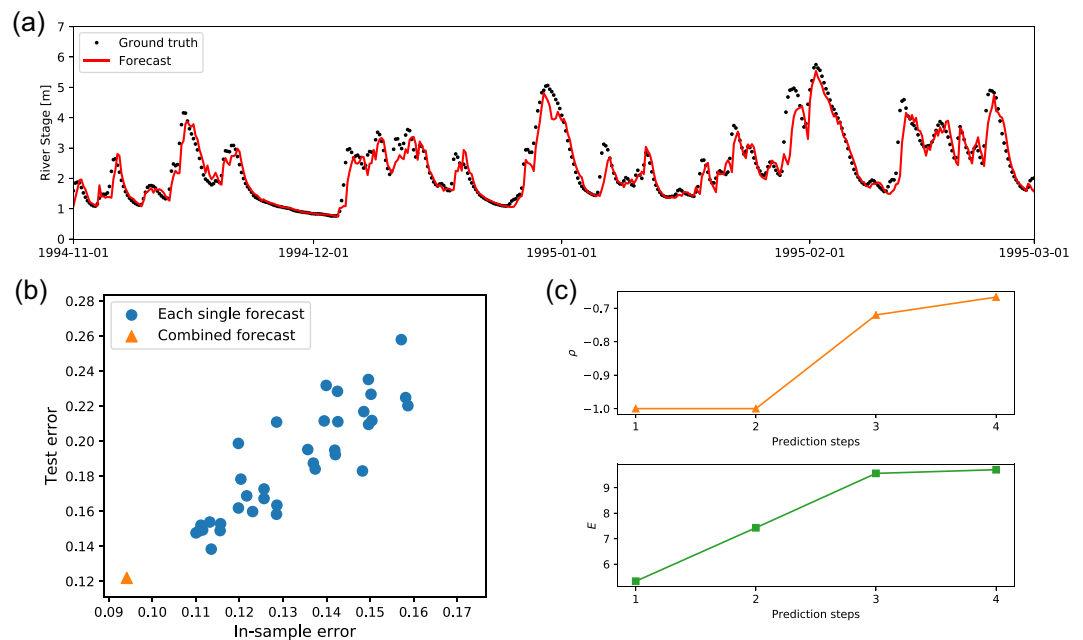 (a)
7
6
5
4
3
2
1
0
River Stage [m]
Ground truth
Forecast
1994-11-01 1994-12-01 1995-01-01 1995-02-01 1995-03-01
(b)
0.28
0.26
0.24
0.22
0.20
0.18
0.16
0.14
0.12
Test error
Each single forecast
Combined forecast
0.09 0.10 0.11 0.12 0.13 0.14 0.15 0.16 0.17
In-sample error
(c)
−0.7
−0.8
−0.9
−1.0
ρ
1 2 3 4
Prediction steps
9
8
7
6
E
1 2 3 4
Prediction steps